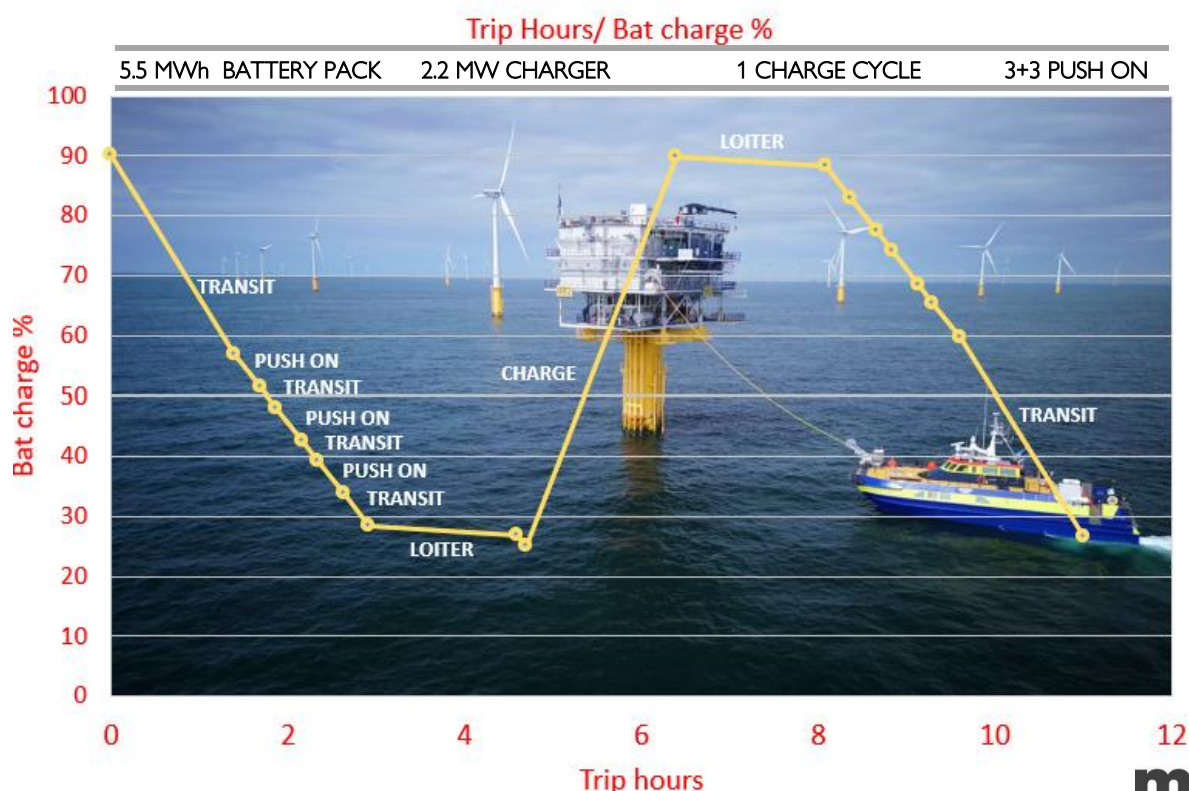 Trip Hours/ Bat charge %
5.5 MWh BATTERY PACK 2.2 MW CHARGER 1 CHARGE CYCLE 3+3 PUSH ON
100
90
80
70
60
50
40
30
20
10
0
Bat charge %
LOITER
TRANSIT
PUSH ON
TRANSIT
CHARGE
PUSH ON
TRANSIT
TRANSIT
PUSH ON
TRANSIT
LOITER
0 2 4 6 8 10 12
Trip hours
m